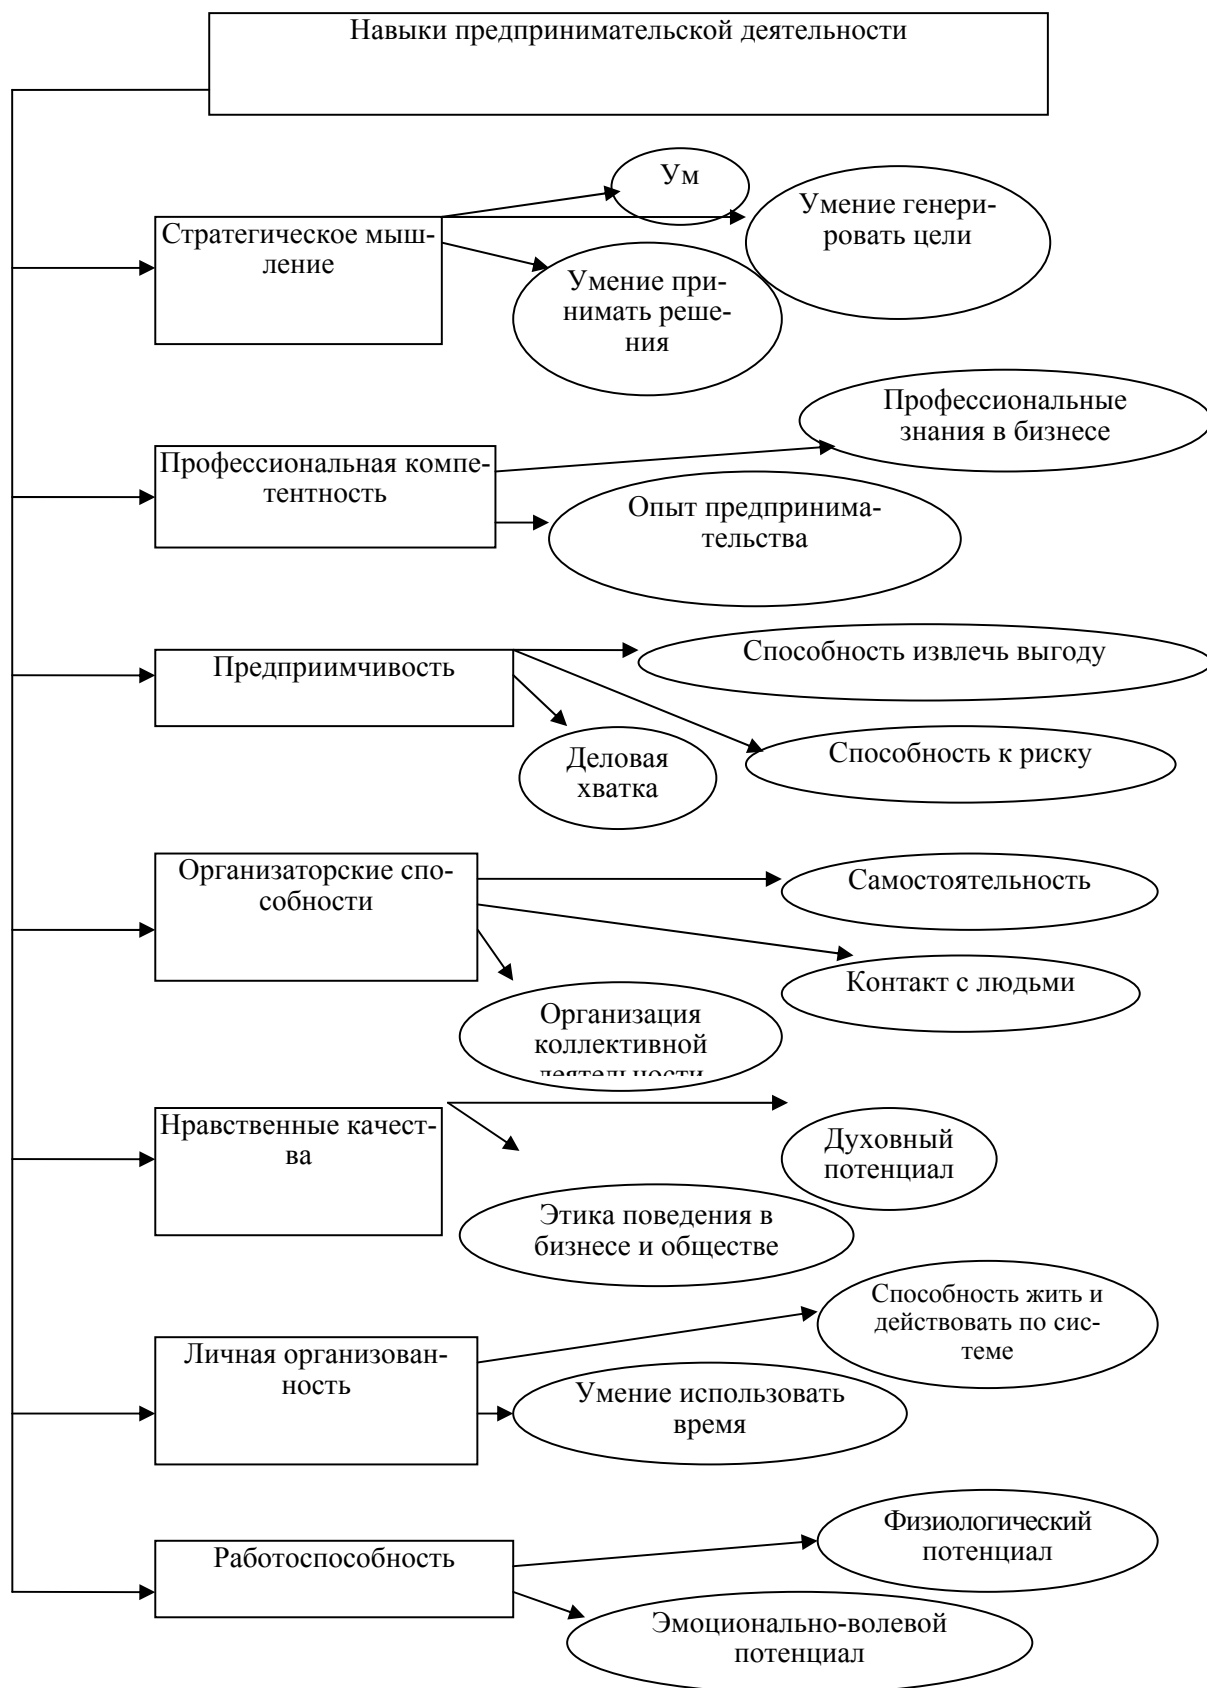 Навыки предпринимательской деятельности
Ум
Умение генери-
ровать цели
Стратегическое мыш-
ление
Умение при-
нимать реше-
ния
Профессиональные
знания в бизнесе
Профессиональная компе-
тентность
Опыт предпринима-
тельства
Способность извлечь выгоду
Предприимчивость
Деловая
хватка
Способность к риску
Организаторские спо-
собности
Самостоятельность
Контакт с людьми
Организация
коллективной
деятельности
Нравственные качест-
ва
Духовный
потенциал
Этика поведения в
бизнесе и обществе
Способность жить и
действовать по сис-
теме
Личная организован-
ность
Умение использовать
время
Физиологический
потенциал
Работоспособность
Эмоционально-волевой
потенциал